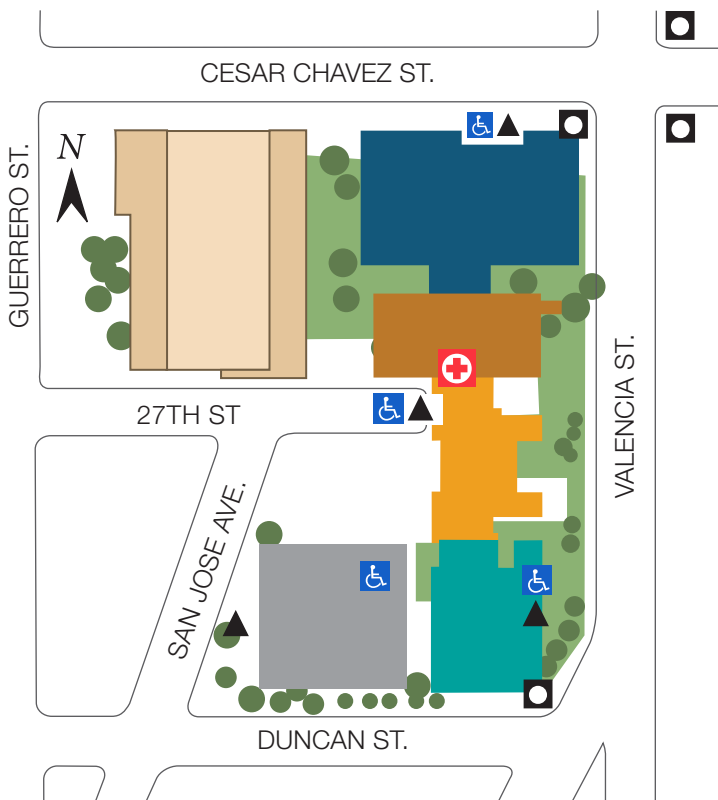 CESAR CHAVEZ ST.
N
GUERRERO ST.
VALENCIA ST.
27TH ST
SAN JOSE AVE.
DUNCAN ST.